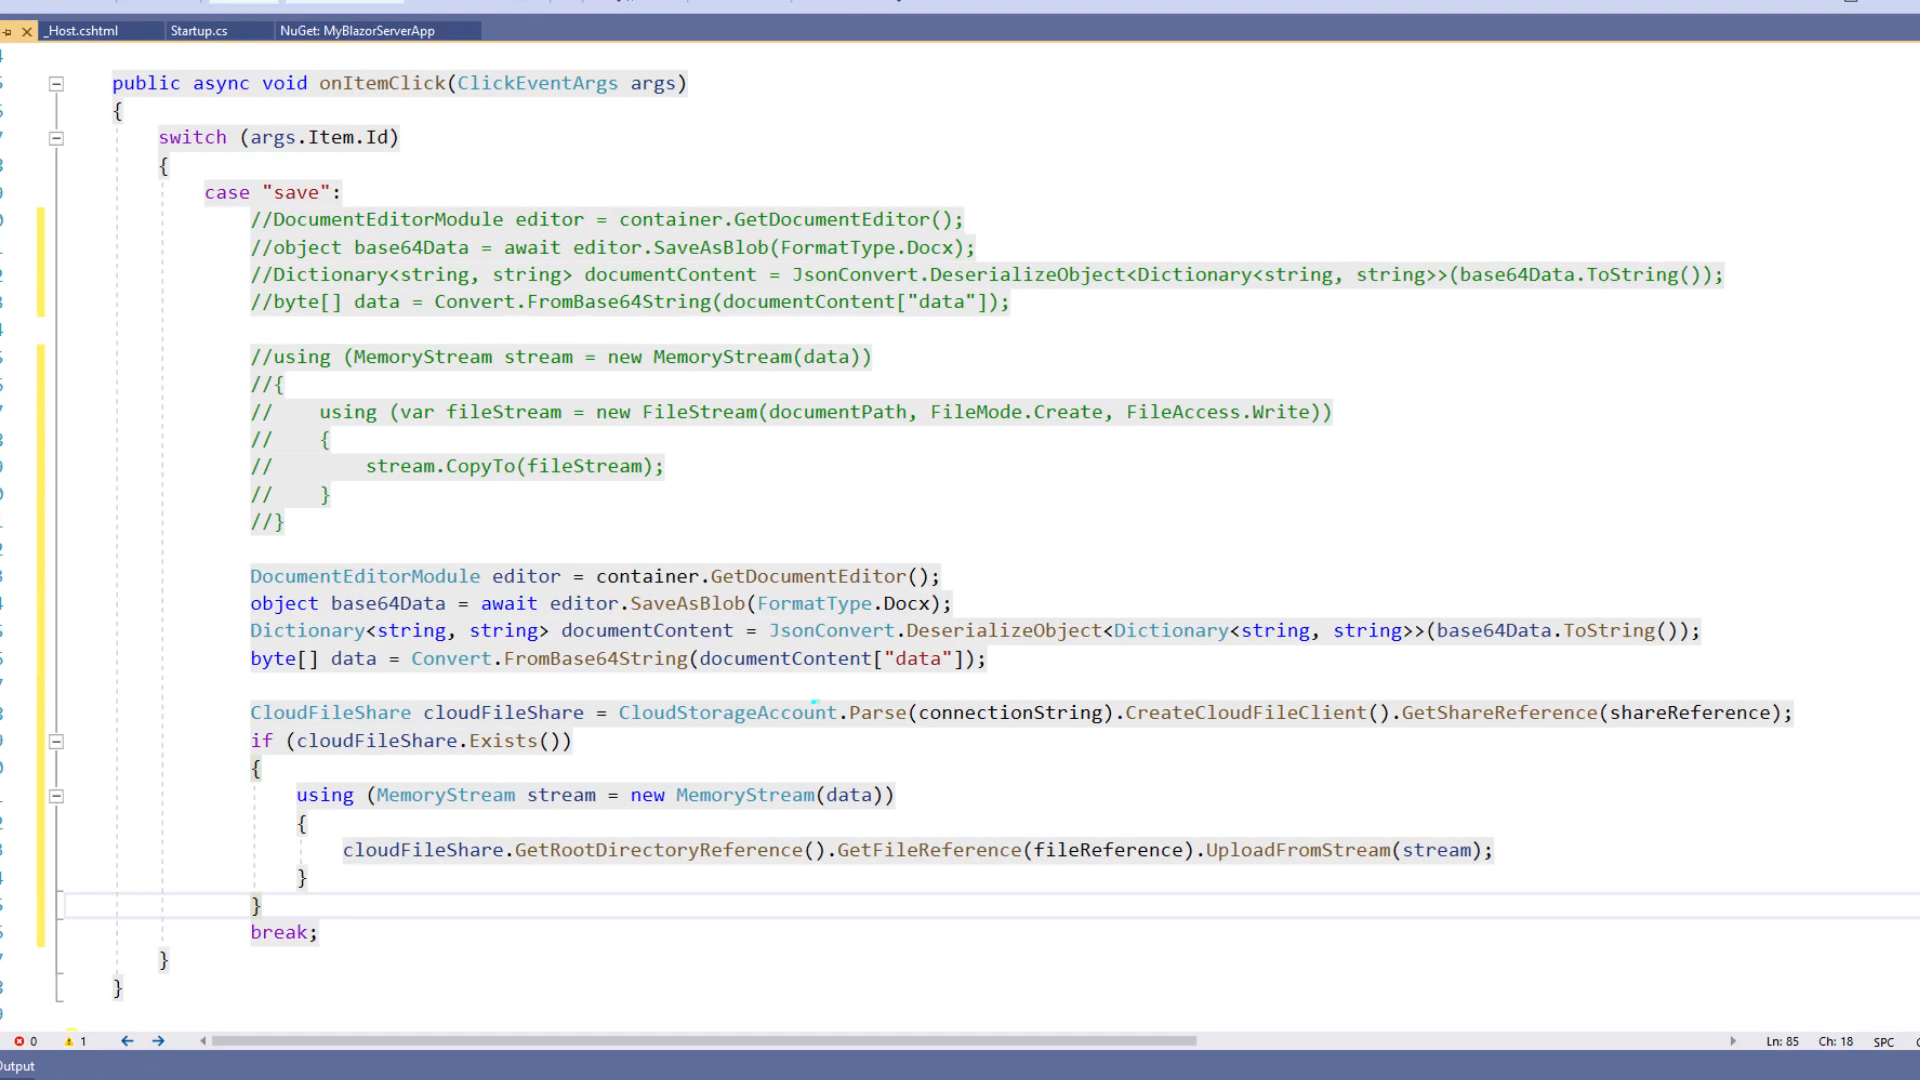 _Host.cshtml Startup.cs NuGet: MyBlazorServerApp
public async void onItemClick(ClickEventArgs args)
{
switch (args.Item.Id)
{
case "save":
//DocumentEditorModule editor = container.GetDocumentEditor();
//object base64Data = await editor.SaveAsBlob(FormatType.Docx);
//Dictionary<string, string> documentContent = JsonConvert.DeserializeObject<Dictionary<string, string>>(base64Data.ToString());
//byte[] data = Convert.FromBase64String(documentContent["data"]);
//using (MemoryStream stream = new MemoryStream(data))
//{
//    using (var fileStream = new FileStream(documentPath, FileMode.Create, FileAccess.Write))
//    {
//        stream.CopyTo(fileStream);
//    }
//}
DocumentEditorModule editor = container.GetDocumentEditor();
object base64Data = await editor.SaveAsBlob(FormatType.Docx);
Dictionary<string, string> documentContent = JsonConvert.DeserializeObject<Dictionary<string, string>>(base64Data.ToString());
byte[] data = Convert.FromBase64String(documentContent["data"]);
CloudFileShare cloudFileShare = CloudStorageAccount.Parse(connectionString).CreateCloudFileClient().GetShareReference(shareReference);
if (cloudFileShare.Exists())
{
using (MemoryStream stream = new MemoryStream(data))
{
cloudFileShare.GetRootDirectoryReference().GetFileReference(fileReference).UploadFromStream(stream);
}
}
break;
}
}
0 1 Ln: 85 Ch: 18 SPC